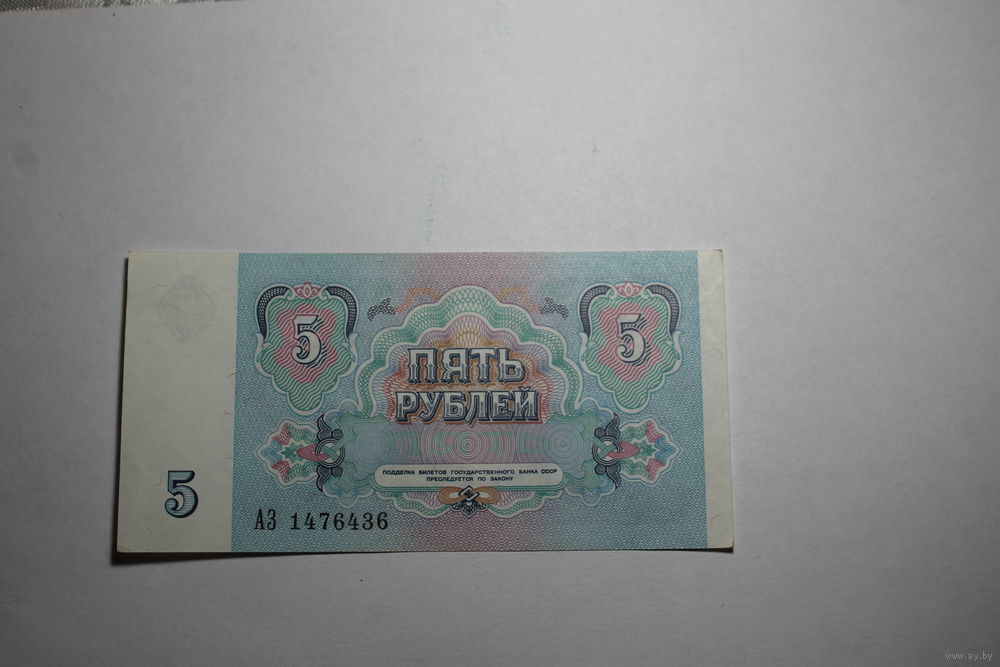 5
5
ПЯТЬ
РУБЛЕЙ
ПОДДЕЛКА БИЛЕТОВ ГОСУДАРСТВЕННОГО БАНКА СССР
ПРЕСЛЕДУЕТСЯ ПО ЗАКОНУ
5
АЗ 1476436
www.ay.by